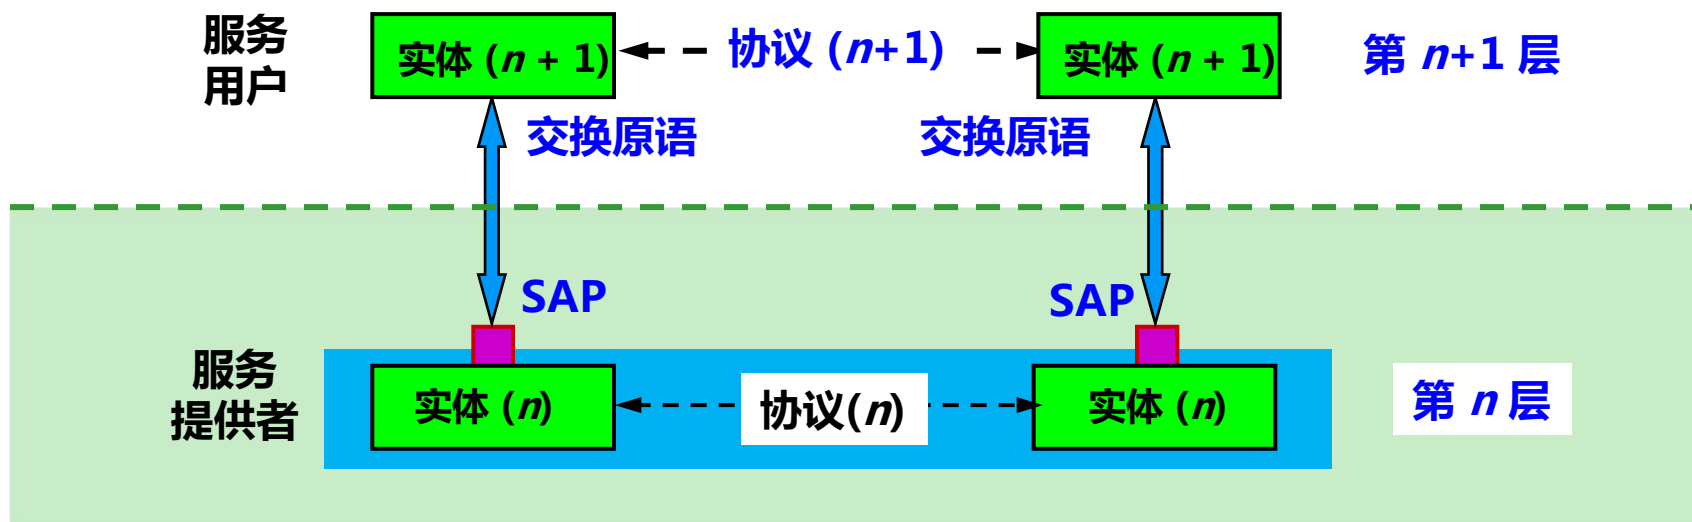 服务
用户
实体 (n + 1)
协议 (n+1)
实体 (n + 1)
第 n+1 层
交换原语
交换原语
SAP
SAP
服务
提供者
实体 (n)
协议(n)
实体 (n)
第 n 层